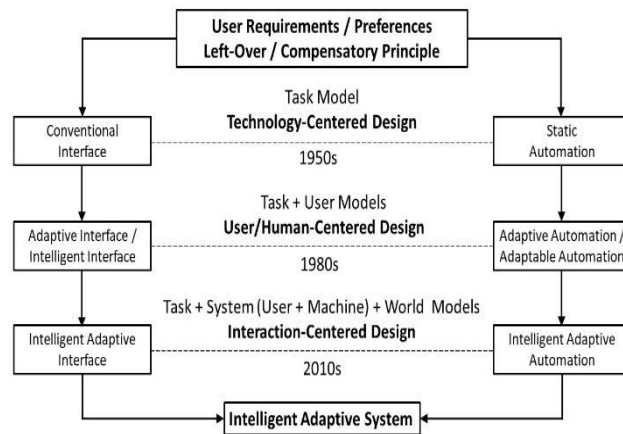 User Requirements / Preferences
Left-Over / Compensatory Principle
Task Model
Technology-Centered Design
Conventional
Interface
1950s
Static
Automation
Task + User Models
User/Human-Centered Design
Adaptive Interface /
Intelligent Interface
1980s
Adaptive Automation /
Adaptable Automation
Task + System (User + Machine) + World Models
Interaction-Centered Design
Intelligent Adaptive
Interface
2010s
Intelligent Adaptive
Automation
Intelligent Adaptive System